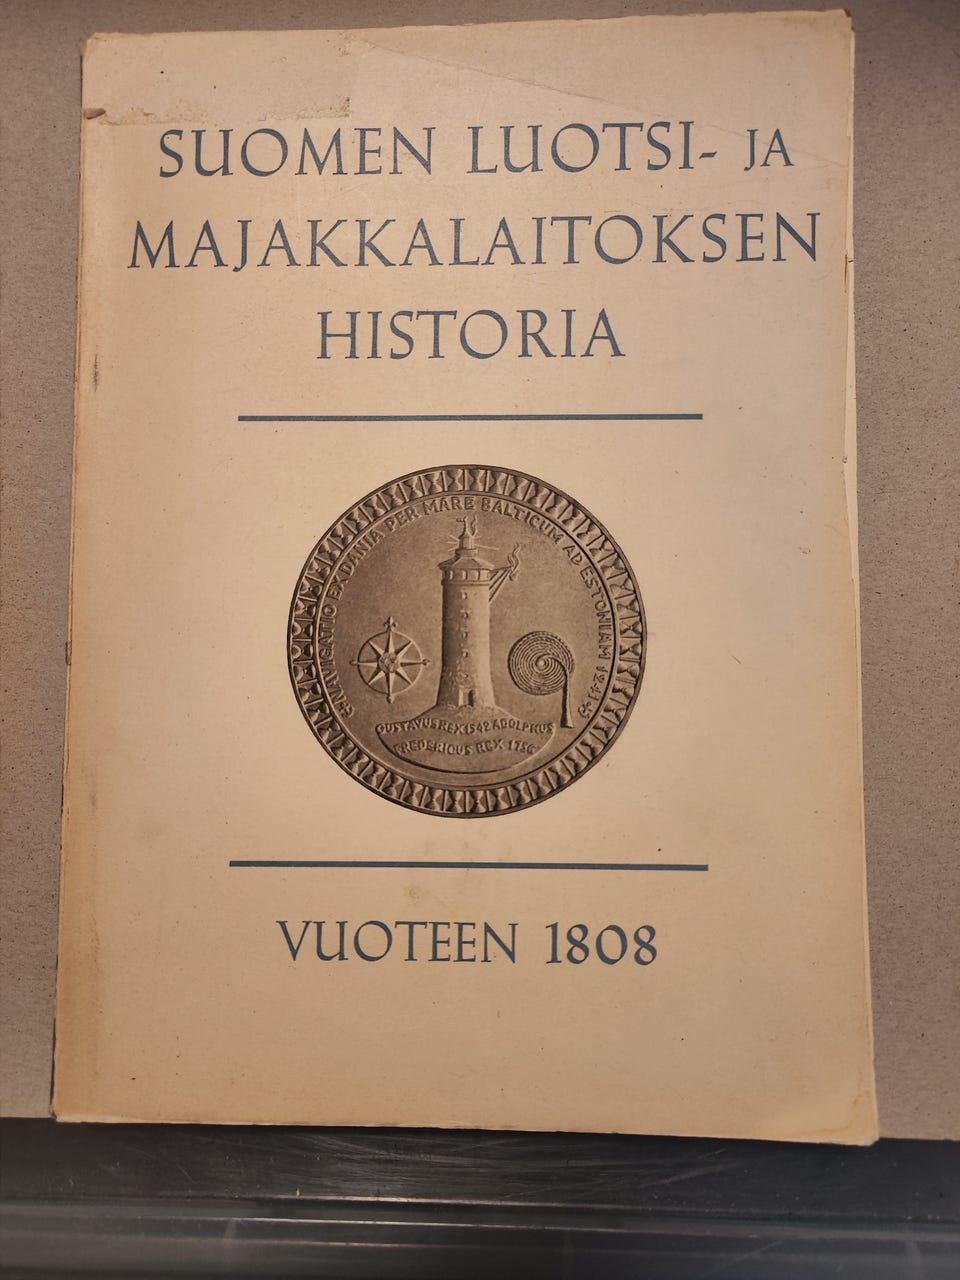 SUOMEN LUOTSI- JA
MAJAKKALAITOKSEN
HISTORIA
NAVIGATIO EX DANIA PER MARE BALTICUM AD ESTONIAM
GUSTAVUS REX 1542 ADOLPHUS
FREDERICUS REX 1756
VUOTEEN 1808